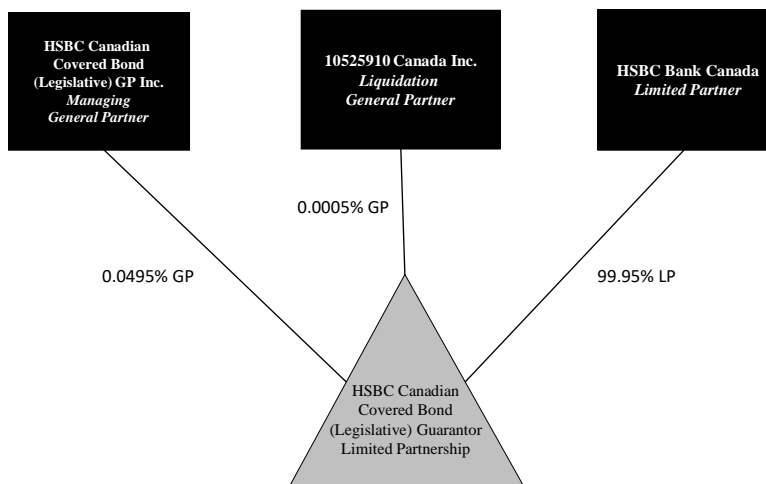 HSBC Canadian
Covered Bond
(Legislative) GP Inc.
Managing
General Partner
10525910 Canada Inc.
Liquidation
General Partner
HSBC Bank Canada
Limited Partner
0.0005% GP
0.0495% GP
99.95% LP
HSBC Canadian
Covered Bond
(Legislative) Guarantor
Limited Partnership